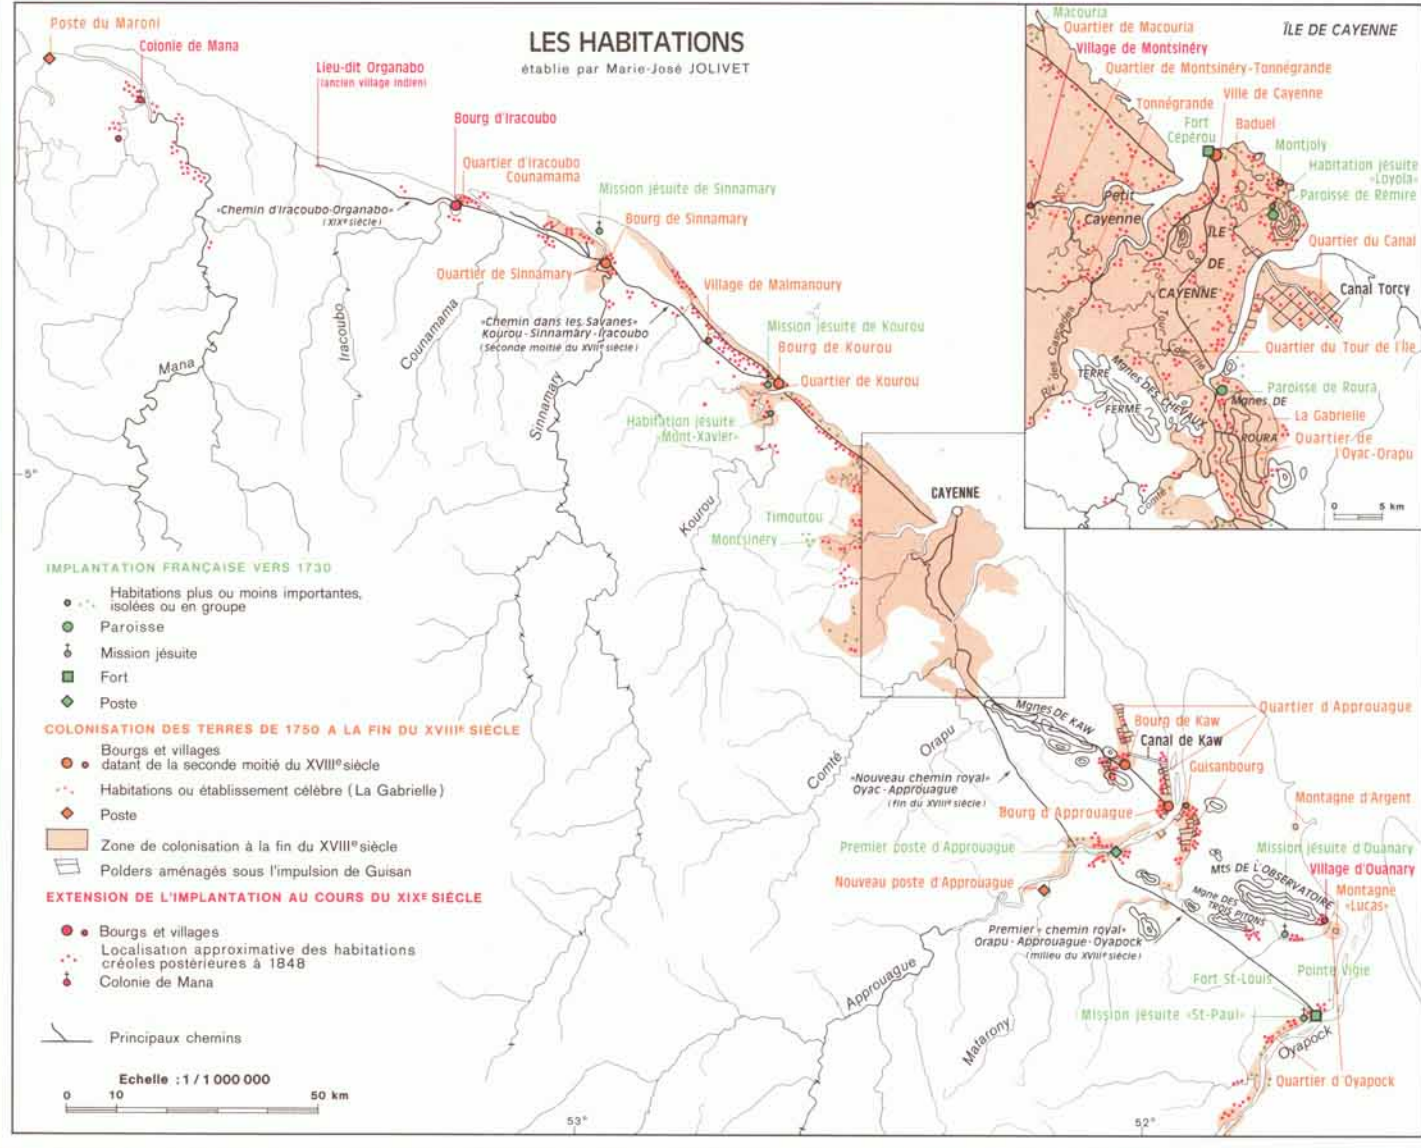 LES HABITATIONS
établie par Marie-José JOLIVET
Poste du Maroni
Colonie de Mana
Lieu-dit Organabo
(ancien village indien)
Bourg d'Iracoubo
Quartier d'Iracoubo
Counamama
«Chemin d'Iracoubo-Organabo»
(XIXe siècle)
Mission jésuite de Sinnamary
Bourg de Sinnamary
Quartier de Sinnamary
Village de Malmanoury
«Chemin dans les Savanes»
Kourou-Sinnamary-Iracoubo
(Seconde moitié du XVIIe siècle)
Mission jésuite de Kourou
Bourg de Kourou
Quartier de Kourou
Habitation jésuite
«Mont-Xavier»
Mana
Iracoubo
Counamama
Sinnamary
Kourou
5°
CAYENNE
Timoutou
Montsinéry
Comté
Orapu
Mgnes DE KAW
Quartier d'Approuague
Bourg de Kaw
Canal de Kaw
Guisanbourg
«Nouveau chemin royal»
Oyac-Approuague
(fin du XVIIIe siècle)
Bourg d'Approuague
Montagne d'Argent
Premier poste d'Approuague
Mission jésuite d'Ouanary
Nouveau poste d'Approuague
Mts DE L'OBSERVATOIRE
Village d'Ouanary
Mgne DES
TROIS PITONS
Montagne
«Lucas»
Premier «chemin royal»
Orapu-Approuague-Oyapock
(milieu du XVIIIe siècle)
Approuague
Fort St-Louis
Pointe Vigie
Mission jésuite «St-Paul»
Matarony
Oyapock
Quartier d'Oyapock
53°
52°
ÎLE DE CAYENNE
Macouria
Quartier de Macouria
Village de Montsinéry
Quartier de Montsinéry-Tonnégrande
Tonnégrande
Ville de Cayenne
Fort
Cépérou
Baduel
Montjoly
Habitation jésuite
«Loyola»
Paroisse de Rémire
Petit
Cayenne
ÎLE
DE
CAYENNE
Quartier du Canal
Canal Torcy
Tour de l'Ile
Quartier du Tour de l'Île
Riv. des Cascades
TERRE
FERME
Mgnes DES CHEVAUX
Paroisse de Roura
Mgnes DE
ROURA
La Gabrielle
Quartier de
l'Oyac-Orapu
Comté
0 5 km
IMPLANTATION FRANÇAISE VERS 1730
Habitations plus ou moins importantes,
isolées ou en groupe
Paroisse
Mission jésuite
Fort
Poste
COLONISATION DES TERRES DE 1750 A LA FIN DU XVIIIe SIÈCLE
Bourgs et villages
datant de la seconde moitié du XVIIIe siècle
Habitations ou établissement célèbre (La Gabrielle)
Poste
Zone de colonisation à la fin du XVIIIe siècle
Polders aménagés sous l'impulsion de Guisan
EXTENSION DE L'IMPLANTATION AU COURS DU XIXE SIÈCLE
Bourgs et villages
Localisation approximative des habitations
créoles postérieures à 1848
Colonie de Mana
Principaux chemins
Echelle : 1 / 1 000 000
0 10 50 km